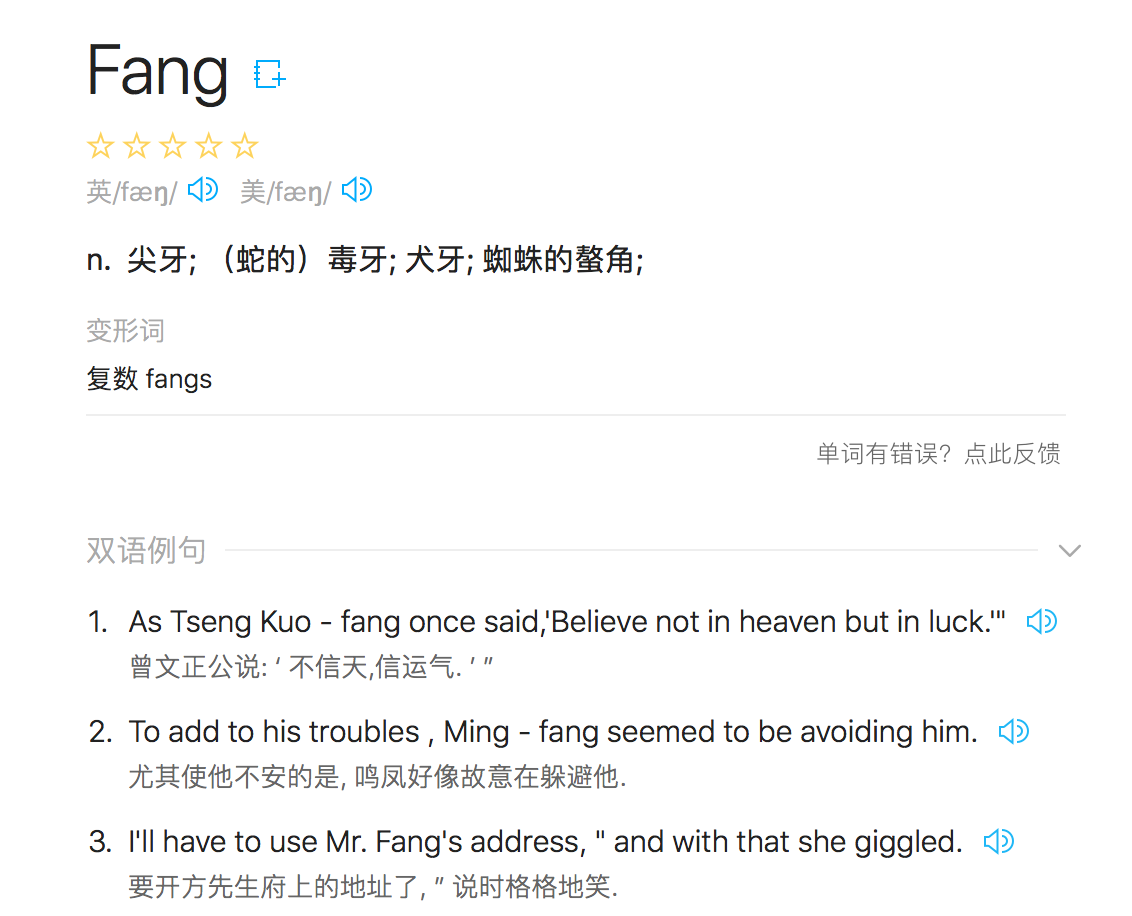 Fang
英/fæŋ/ 美/fæŋ/
n. 尖牙; （蛇的）毒牙; 犬牙; 蜘蛛的螯角;
变形词
复数 fangs
单词有错误？点此反馈
双语例句
1. As Tseng Kuo - fang once said,'Believe not in heaven but in luck.'"
曾文正公说: ‘ 不信天,信运气. ’ ”
2. To add to his troubles , Ming - fang seemed to be avoiding him.
尤其使他不安的是, 鸣凤好像故意在躲避他.
3. I'll have to use Mr. Fang's address, " and with that she giggled.
要开方先生府上的地址了, ” 说时格格地笑.